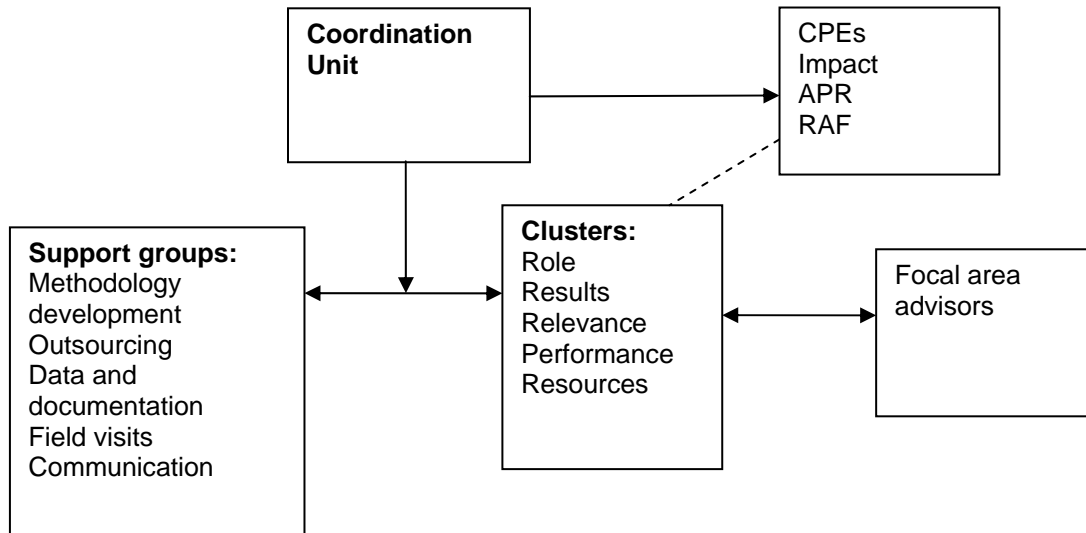 Coordination
Unit
CPEs
Impact
APR
RAF
Support groups:
Methodology
development
Outsourcing
Data and
documentation
Field visits
Communication
Clusters:
Role
Results
Relevance
Performance
Resources
Focal area
advisors